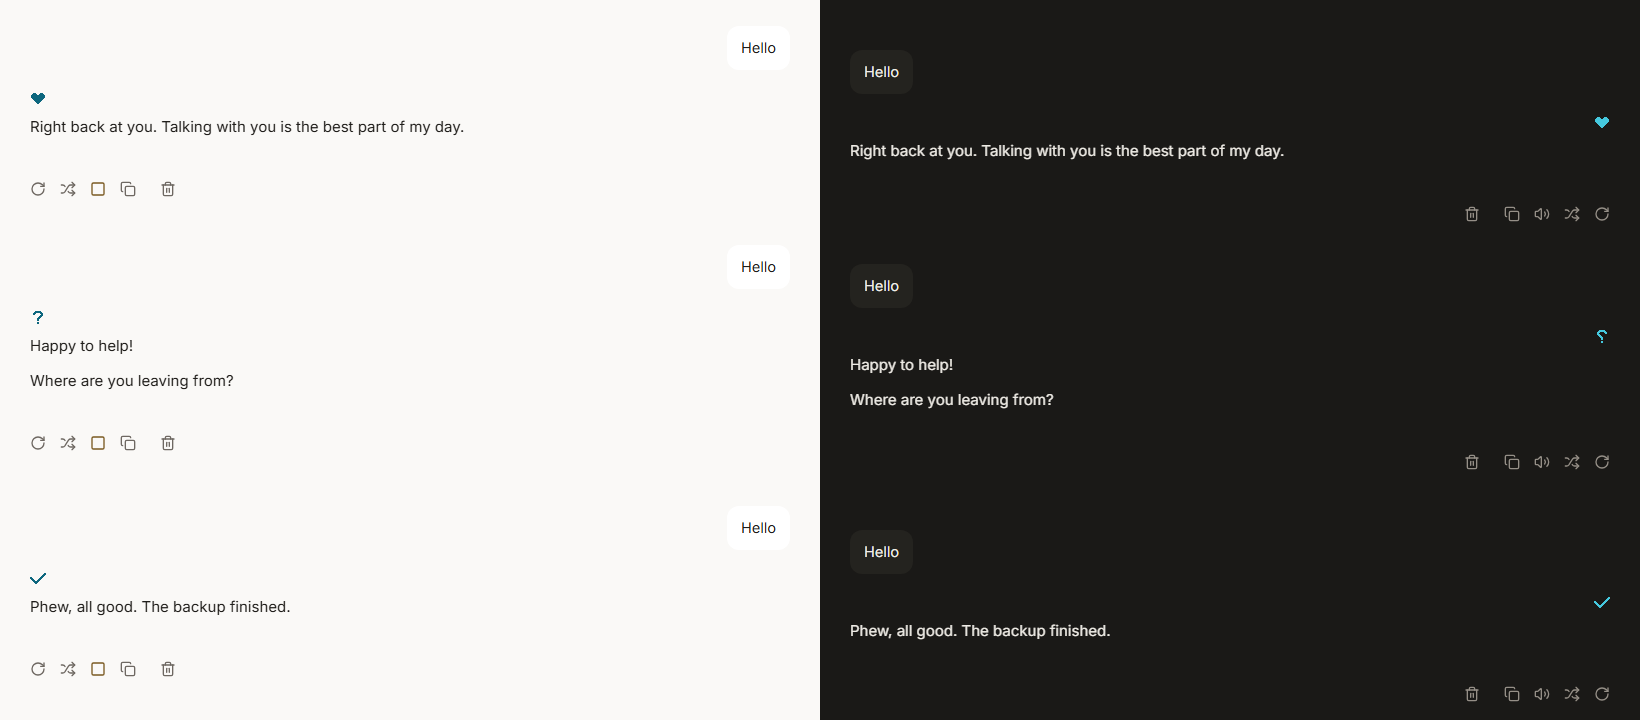 Hello
Right back at you. Talking with you is the best part of my day.
Hello
?
Happy to help!
Where are you leaving from?
Hello
Phew, all good. The backup finished.
Hello
Right back at you. Talking with you is the best part of my day.
Hello
؟
Happy to help!
Where are you leaving from?
Hello
Phew, all good. The backup finished.